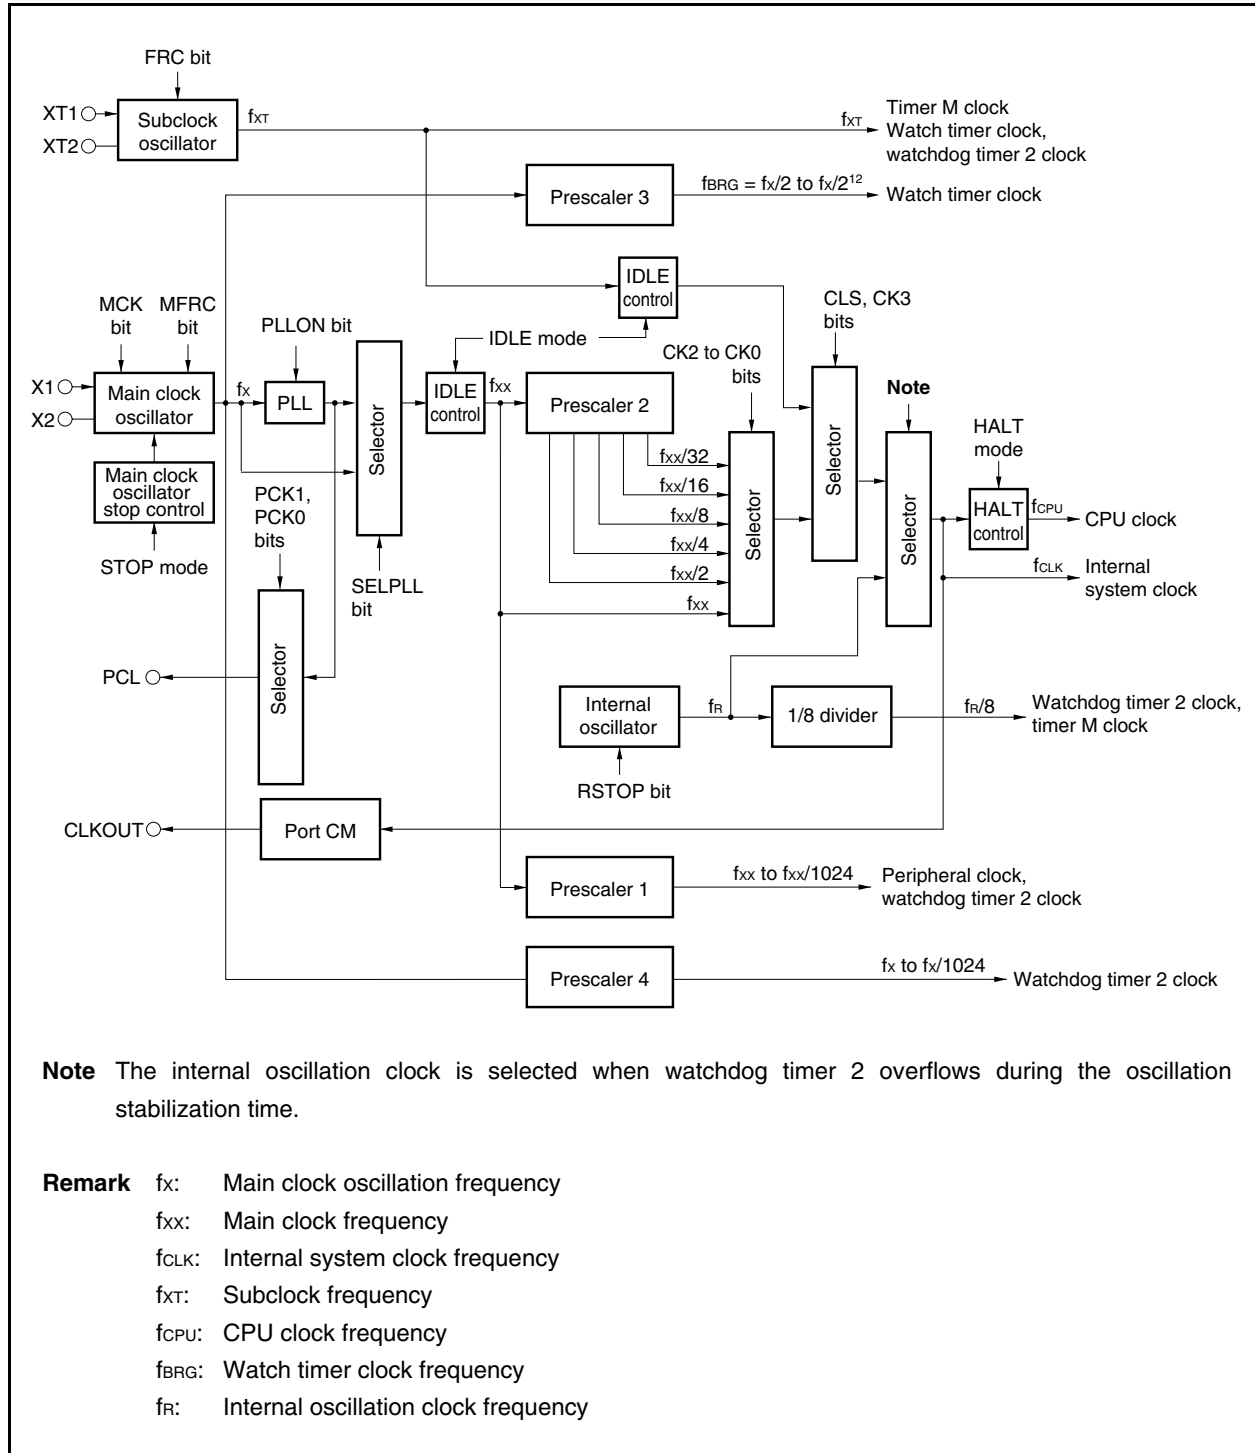 FRC bit
XT1
XT2
Subclock
oscillator
fXT
fXT
Timer M clock
Watch timer clock,
watchdog timer 2 clock
Prescaler 3
fBRG = fX/2 to fX/2¹²
Watch timer clock
IDLE
control
MCK
bit
MFRC
bit
PLLON bit
IDLE mode
CLS, CK3
bits
CK2 to CK0
bits
X1
X2
Main clock
oscillator
fX
PLL
Selector
IDLE
control
fXX
Prescaler 2
Note
HALT
mode
Main clock
oscillator
stop control
STOP mode
PCK1,
PCK0
bits
SELPLL
bit
fXX/32
fXX/16
fXX/8
fXX/4
fXX/2
fXX
Selector
Selector
Selector
HALT
control
fCPU
CPU clock
fCLK
Internal
system clock
PCL
Selector
Internal
oscillator
fR
1/8 divider
fR/8
Watchdog timer 2 clock,
timer M clock
RSTOP bit
CLKOUT
Port CM
Prescaler 1
fXX to fXX/1024
Peripheral clock,
watchdog timer 2 clock
Prescaler 4
fX to fX/1024
Watchdog timer 2 clock
Note The internal oscillation clock is selected when watchdog timer 2 overflows during the oscillation
stabilization time.
Remark fX: Main clock oscillation frequency
fXX: Main clock frequency
fCLK: Internal system clock frequency
fXT: Subclock frequency
fCPU: CPU clock frequency
fBRG: Watch timer clock frequency
fR: Internal oscillation clock frequency